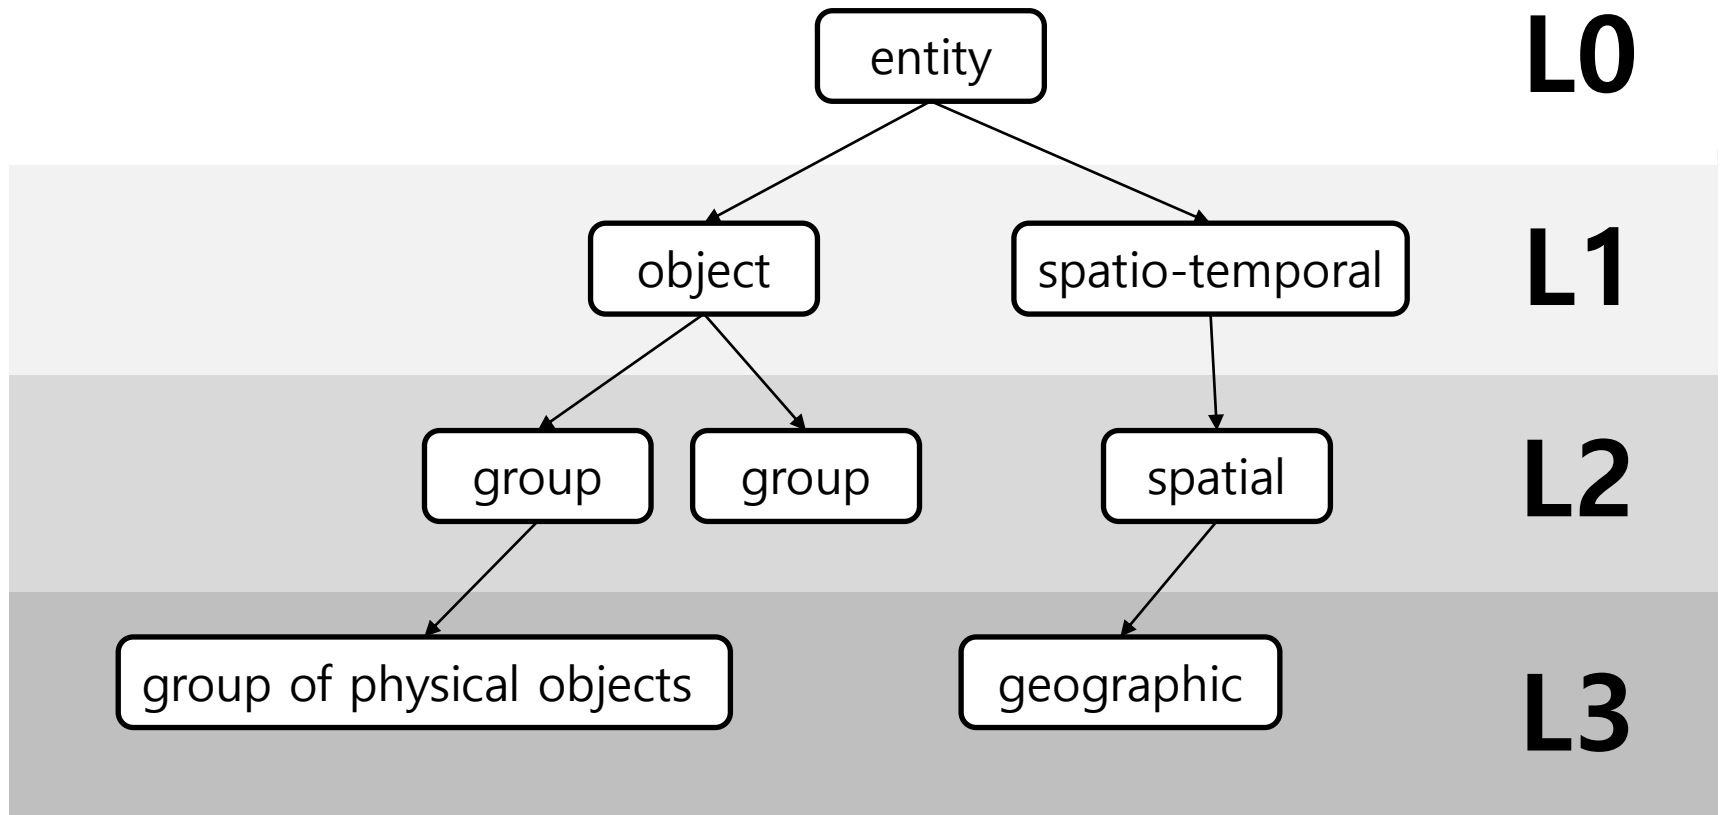 entity
L0
object
spatio-temporal
L1
group
group
spatial
L2
group of physical objects
geographic
L3